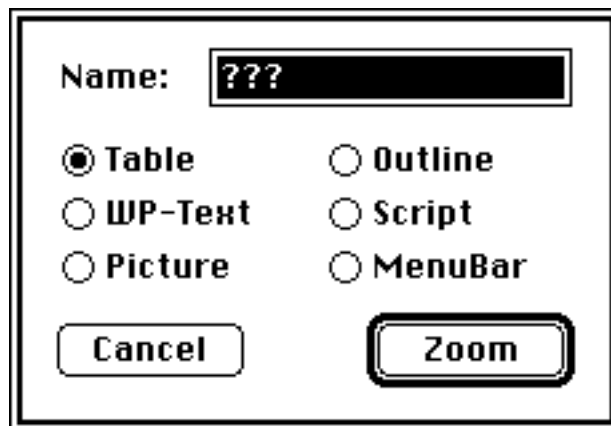 Name: ???
Table Outline
WP-Text Script
Picture MenuBar
Cancel Zoom